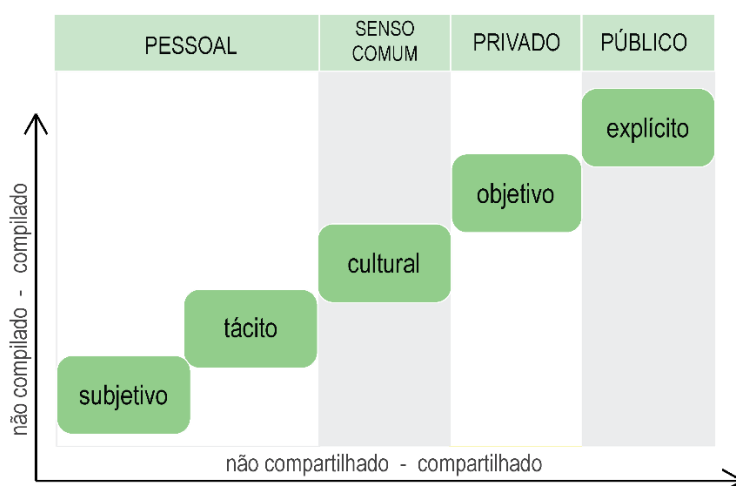 PESSOAL
SENSO
COMUM
PRIVADO
PÚBLICO
explícito
objetivo
cultural
tácito
subjetivo
não compilado - compilado
não compartilhado - compartilhado